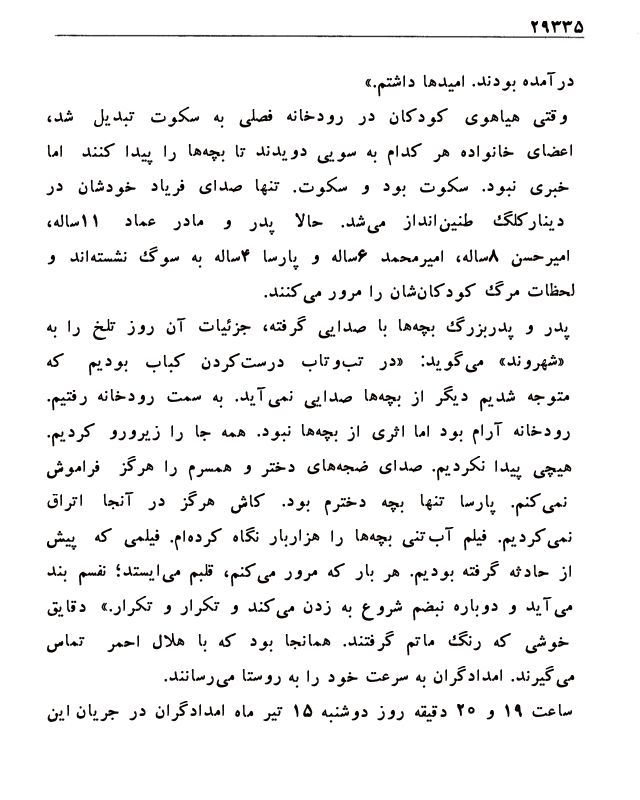 ۲۹۳۳۵
درآمده بودند. امیدها داشتم.»
وقتی هیاهوی کودکان در رودخانه فصلی به سکوت تبدیل شد،
اعضای خانواده هر کدام به سویی دویدند تا بچه‌ها را پیدا کنند اما
خبری نبود. سکوت بود و سکوت. تنها صدای فریاد خودشان در
دینارکلگ طنین‌انداز می‌شد. حالا پدر و مادر عماد ۱۱ساله،
امیرحسن ۸ساله، امیرمحمد ۶ساله و پارسا ۴ساله به سوگ نشسته‌اند و
لحظات مرگ کودکان‌شان را مرور می‌کنند.
پدر و پدربزرگ بچه‌ها با صدایی گرفته، جزئیات آن روز تلخ را به
«شهروند» می‌گوید: «در تب‌وتاب درست‌کردن کباب بودیم که
متوجه شدیم دیگر از بچه‌ها صدایی نمی‌آید. به سمت رودخانه رفتیم.
رودخانه آرام بود اما اثری از بچه‌ها نبود. همه جا را زیرورو کردیم.
هیچی پیدا نکردیم. صدای ضجه‌های دختر و همسرم را هرگز فراموش
نمی‌کنم. پارسا تنها بچه دخترم بود. کاش هرگز در آنجا اتراق
نمی‌کردیم. فیلم آب‌تنی بچه‌ها را هزاربار نگاه کرده‌ام. فیلمی که پیش
از حادثه گرفته بودیم. هر بار که مرور می‌کنم، قلبم می‌ایستد؛ نفسم بند
می‌آید و دوباره نبضم شروع به زدن می‌کند و تکرار و تکرار.» دقایق
خوشی که رنگ ماتم گرفتند. همانجا بود که با هلال احمر تماس
می‌گیرند. امدادگران به سرعت خود را به روستا می‌رسانند.
ساعت ۱۹ و ۲۰ دقیقه روز دوشنبه ۱۵ تیر ماه امدادگران در جریان این